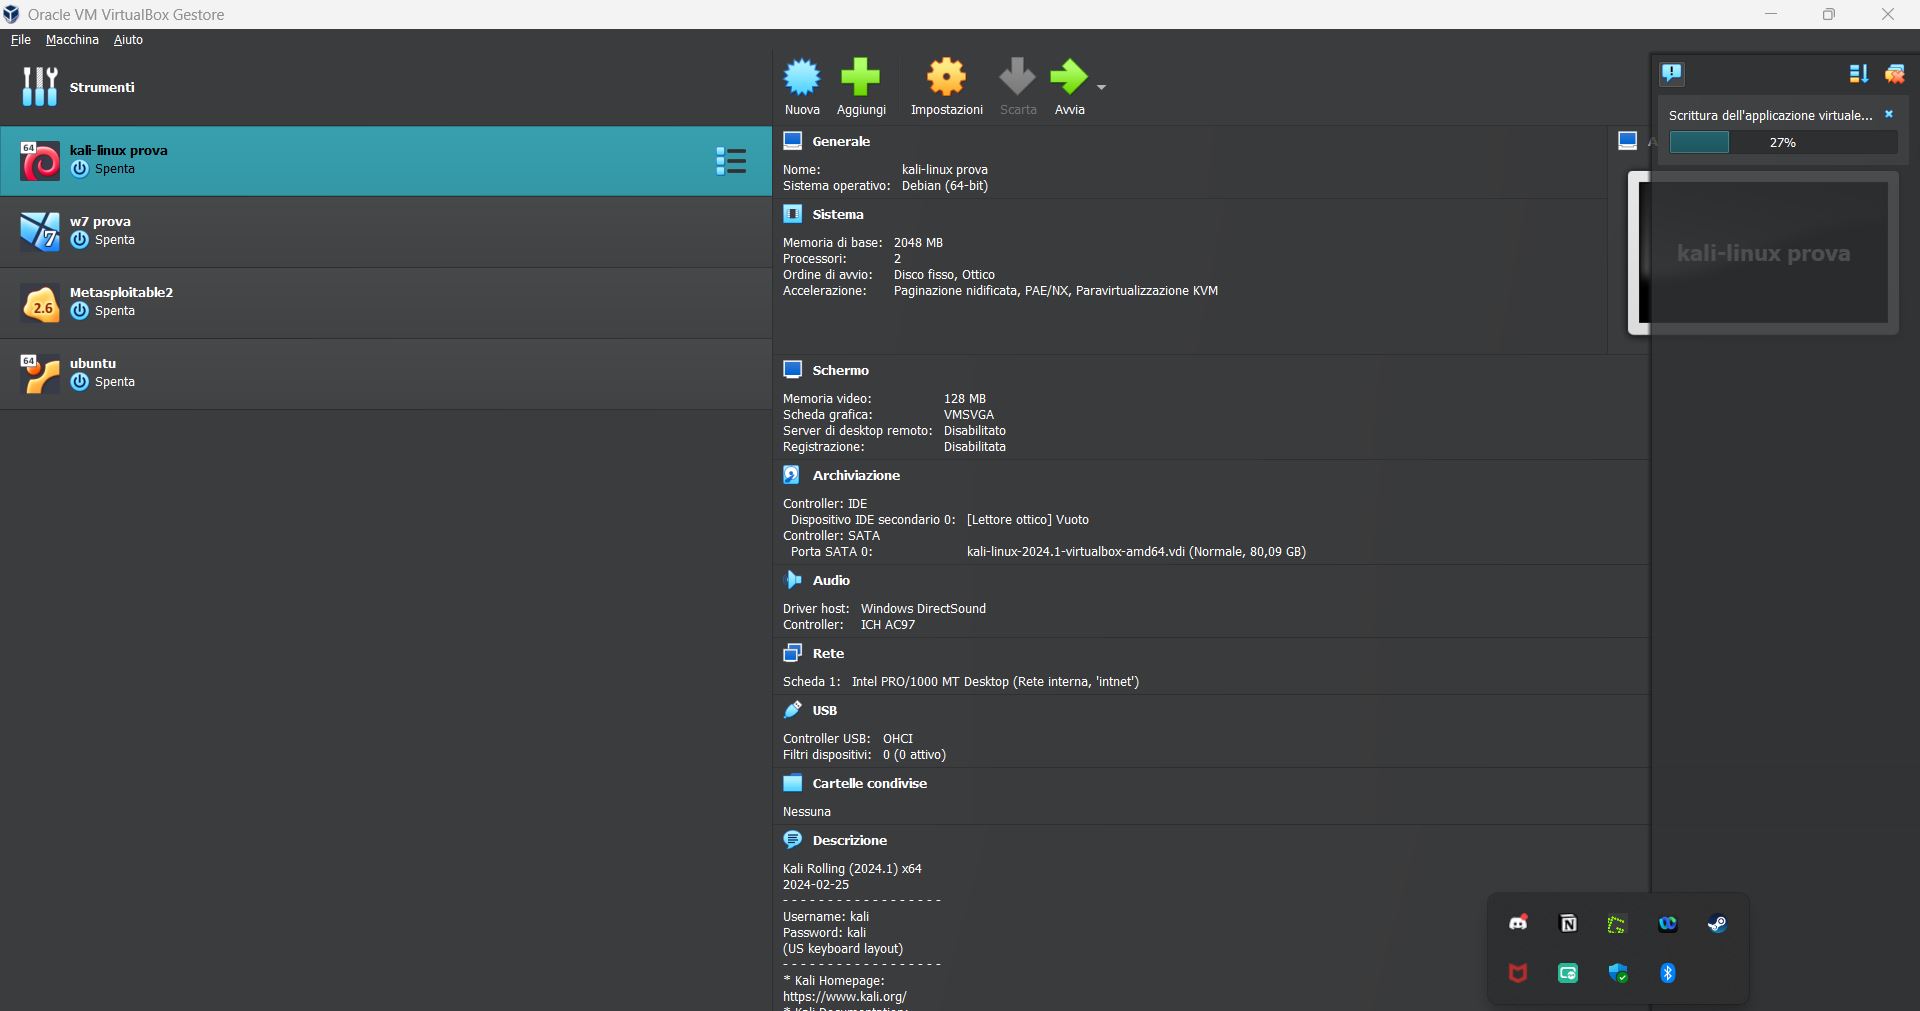 Oracle VM VirtualBox Gestore
File Macchina Aiuto
Strumenti
64
kali-linux prova
Spenta
7
w7 prova
Spenta
2.6
Metasploitable2
Spenta
64
ubuntu
Spenta
Nuova Aggiungi Impostazioni Scarta Avvia
Generale
Nome: kali-linux prova
Sistema operativo: Debian (64-bit)
Sistema
Memoria di base: 2048 MB
Processori: 2
Ordine di avvio: Disco fisso, Ottico
Accelerazione: Paginazione nidificata, PAE/NX, Paravirtualizzazione KVM
Schermo
Memoria video: 128 MB
Scheda grafica: VMSVGA
Server di desktop remoto: Disabilitato
Registrazione: Disabilitata
Archiviazione
Controller: IDE
Dispositivo IDE secondario 0: [Lettore ottico] Vuoto
Controller: SATA
Porta SATA 0: kali-linux-2024.1-virtualbox-amd64.vdi (Normale, 80,09 GB)
Audio
Driver host: Windows DirectSound
Controller: ICH AC97
Rete
Scheda 1: Intel PRO/1000 MT Desktop (Rete interna, 'intnet')
USB
Controller USB: OHCI
Filtri dispositivi: 0 (0 attivo)
Cartelle condivise
Nessuna
Descrizione
Kali Rolling (2024.1) x64
2024-02-25
- - - - - - - - - - - - - - - - - - -
Username: kali
Password: kali
(US keyboard layout)
- - - - - - - - - - - - - - - - - - -
* Kali Homepage:
https://www.kali.org/
Scrittura dell'applicazione virtuale...
27%
kali-linux prova